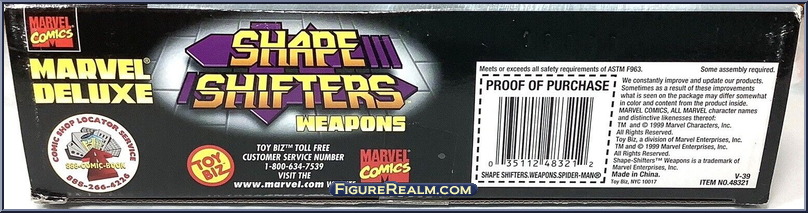 MARVEL
COMICS
MARVEL®
DELUXE
SHAPE
SHIFTERS
WEAPONS
COMIC SHOP LOCATOR SERVICE
888-COMIC-BOOK
888-266-4226
TOY
BIZ
TOY BIZ™ TOLL FREE
CUSTOMER SERVICE NUMBER
1-800-634-7539
VISIT THE
www.marvel.com
MARVEL
COMICS
FigureRealm.com
Meets or exceeds all safety requirements of ASTM F963.
PROOF OF PURCHASE
0 35112 48321 2
SHAPE SHIFTERS.WEAPONS.SPIDER-MAN®
Some assembly required.
We constantly improve and update our products.
Sometimes as a result of these improvements
what is seen on the package may differ somewhat
in color and content from the product inside.
MARVEL COMICS, ALL MARVEL character names
and distinctive likenesses thereof:
TM and © 1999 Marvel Characters, Inc.
All Rights Reserved.
Toy Biz, a division of Marvel Enterprises, Inc.
TM and © 1999 Marvel Enterprises, Inc.
All Rights Reserved.
Shape-Shifters™ Weapons is a trademark of
Marvel Enterprises, Inc.
Made in China.
Toy Biz, NYC 10017
V-39
ITEM NO.48321